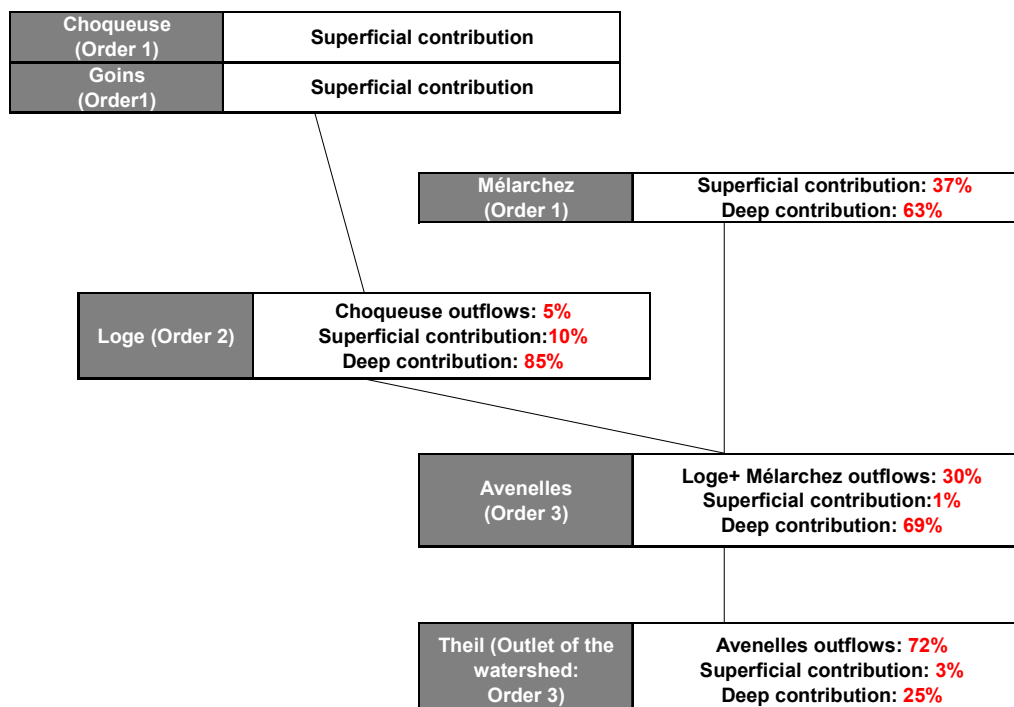 Choqueuse
(Order 1)
Superficial contribution
Goins
(Order1)
Superficial contribution
Mélarchez
(Order 1)
Superficial contribution: 37%
Deep contribution: 63%
Loge (Order 2)
Choqueuse outflows: 5%
Superficial contribution:10%
Deep contribution: 85%
Avenelles
(Order 3)
Loge+ Mélarchez outflows: 30%
Superficial contribution:1%
Deep contribution: 69%
Theil (Outlet of the
watershed:
Order 3)
Avenelles outflows: 72%
Superficial contribution: 3%
Deep contribution: 25%